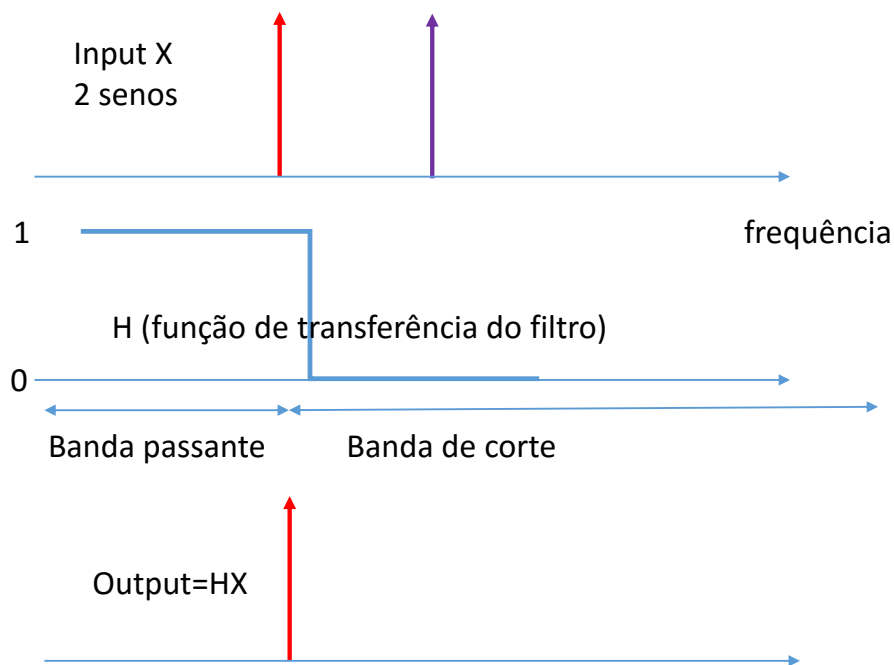 Input X
2 senos
1
frequência
H (função de transferência do filtro)
0
Banda passante
Banda de corte
Output=HX